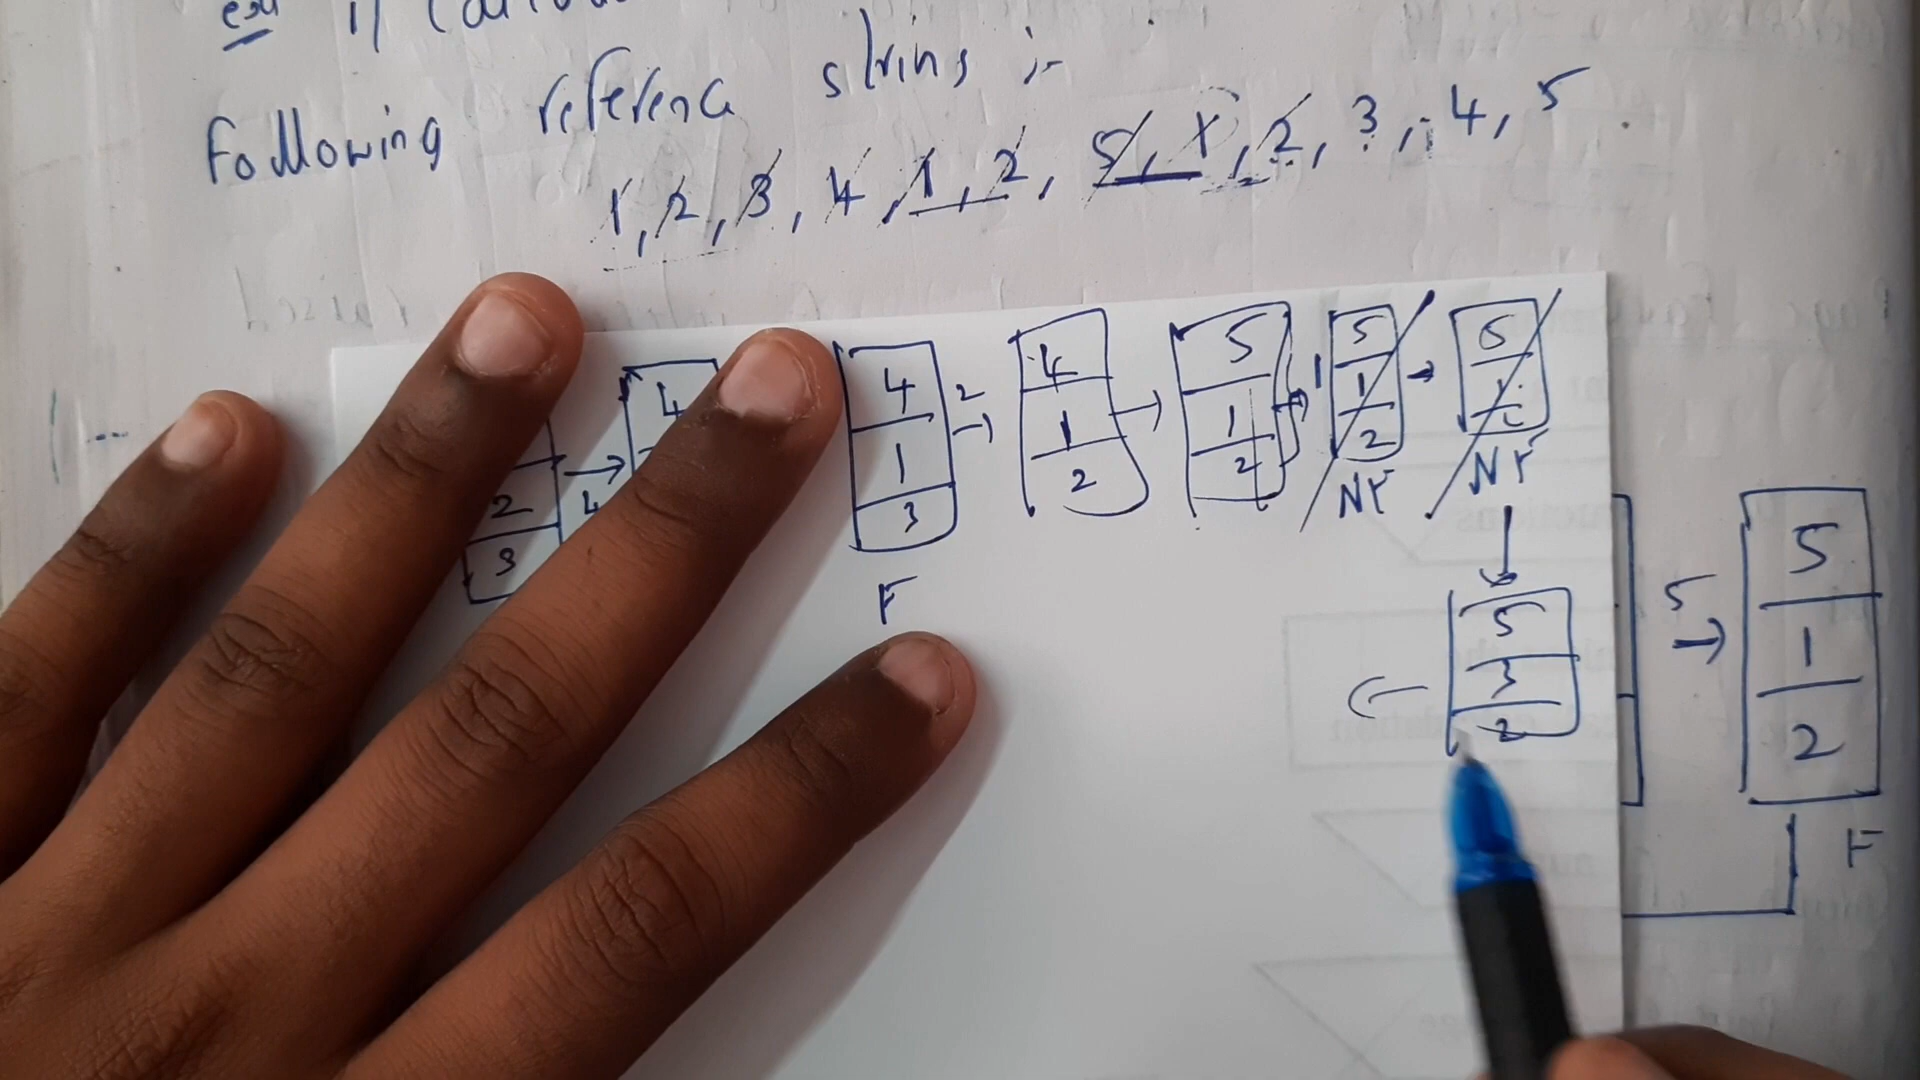 Following reference string :-
1, 2, 3, 4, 1, 2, 5, 1, 2, 3, 4, 5.
4 4 5 5 5
2 → 4 1 2 → 1 → 1 → 1 1 → 1
3 3 2 2 2 2
NF NF
F
5 5 → 5
3 1
2 2
F